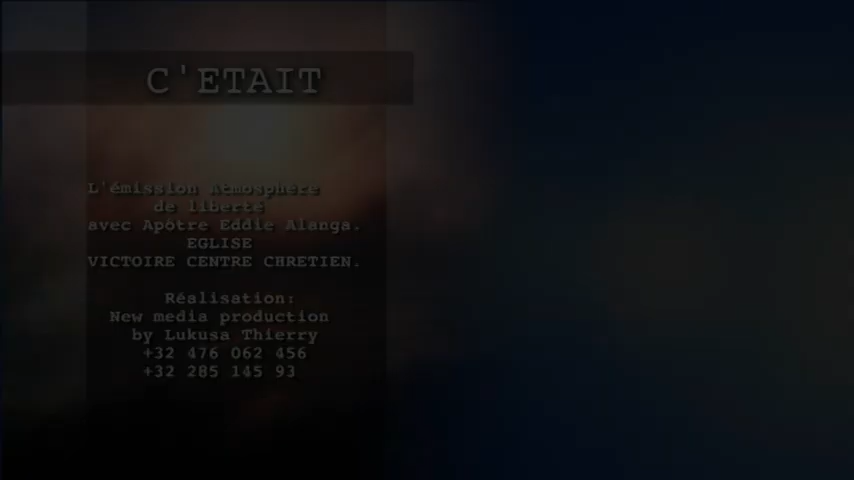 C'ETAIT
L'émission Atmosphère
de liberté
avec Apotre Eddie Alanga.
EGLISE
VICTOIRE CENTRE CHRETIEN.
Réalisation:
New media production
by Lukusa Thierry
+32 476 062 456
+32 285 145 93